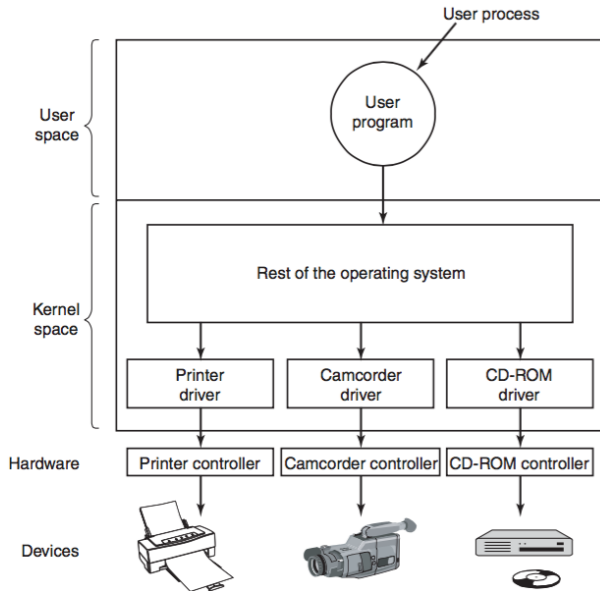 User process
User
space
User
program
Rest of the operating system
Kernel
space
Printer
driver
Camcorder
driver
CD-ROM
driver
Hardware
Printer controller
Camcorder controller
CD-ROM controller
Devices